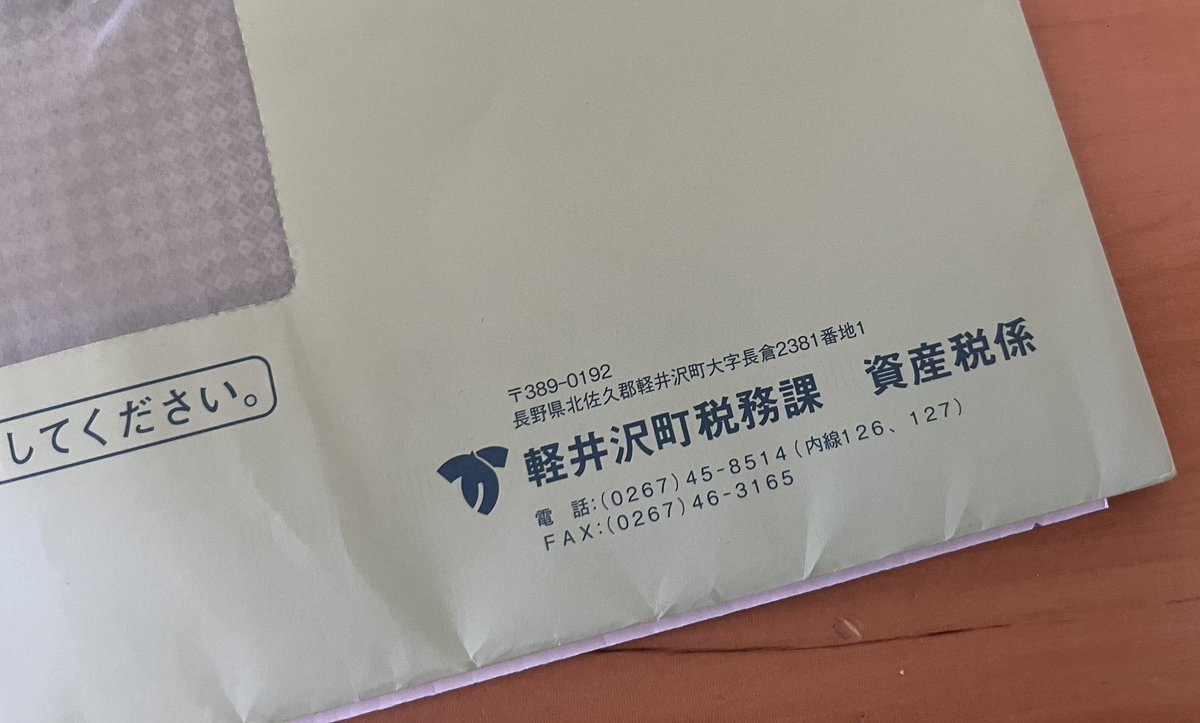 してください。
〒389-0192
長野県北佐久郡軽井沢町大字長倉2381番地1
軽井沢町税務課　資産税係
電　話:(0267)45-8514(内線126、127)
FAX:(0267)46-3165